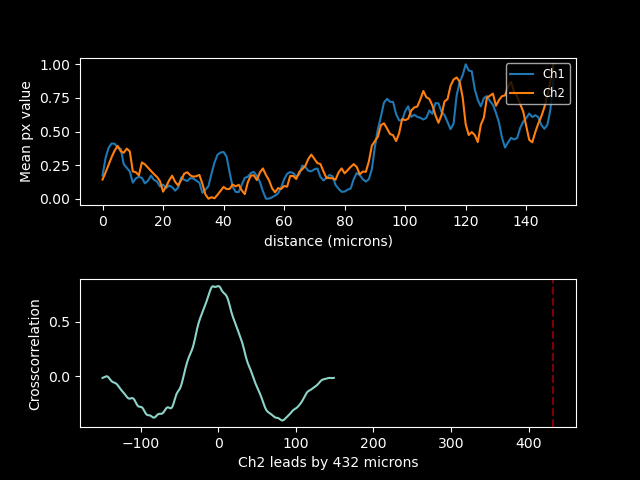 1.00
0.75
0.50
0.25
0.00
Mean px value
Ch1
Ch2
0 20 40 60 80 100 120 140
distance (microns)
0.5
0.0
Crosscorrelation
−100 0 100 200 300 400
Ch2 leads by 432 microns